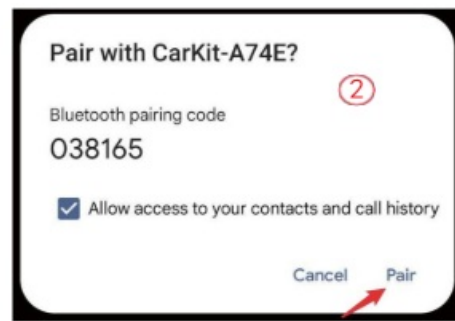 Pair with CarKit-A74E?
②
Bluetooth pairing code
038165
Allow access to your contacts and call history
Cancel Pair